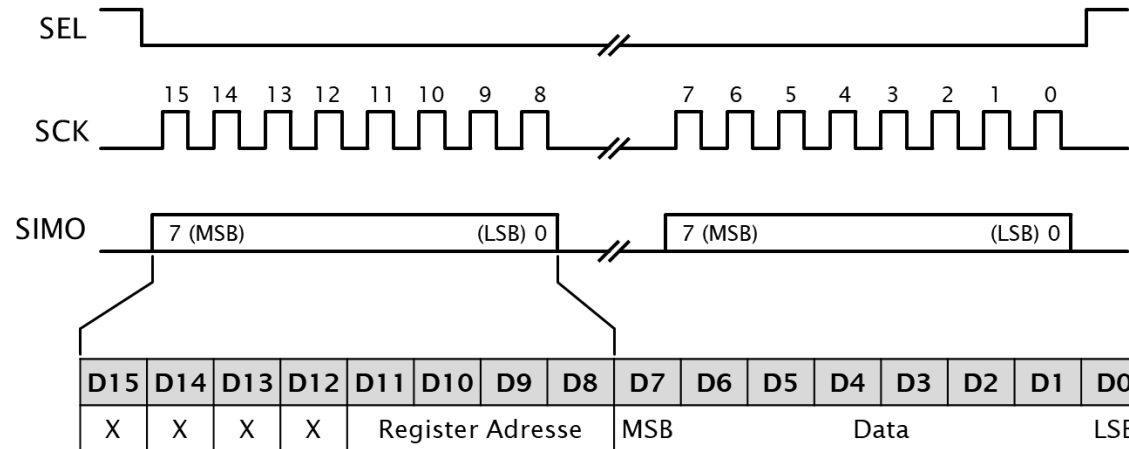 SEL
15 14 13 12 11 10 9 8 7 6 5 4 3 2 1 0
SCK
SIMO 7 (MSB) (LSB) 0 7 (MSB) (LSB) 0
D15 D14 D13 D12 D11 D10 D9 D8 D7 D6 D5 D4 D3 D2 D1 D0
X X X X Register Adresse MSB Data LSB